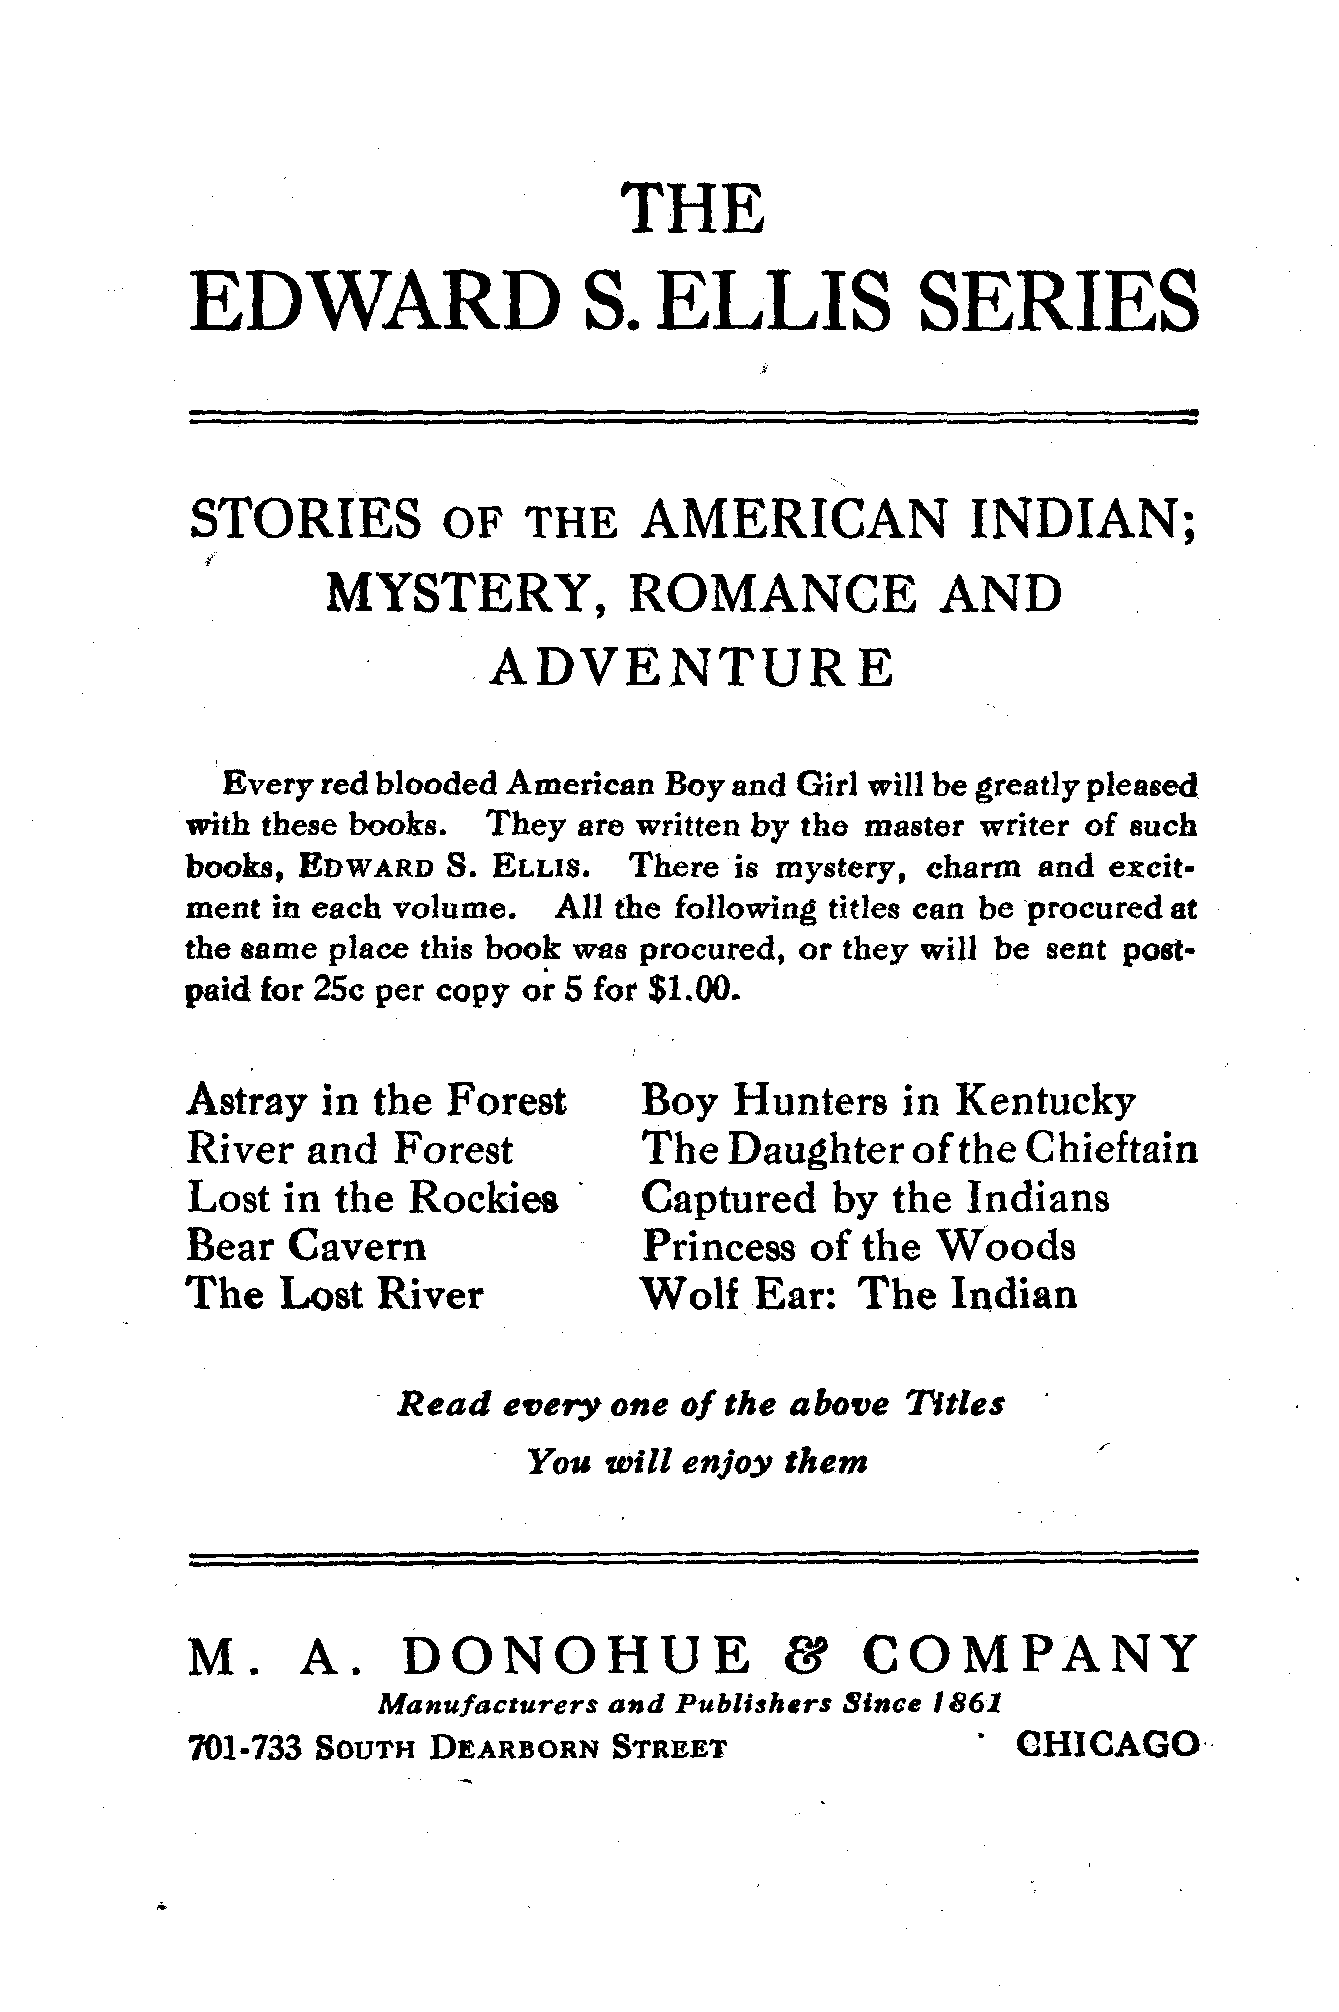 THE
EDWARD S. ELLIS SERIES
STORIES OF THE AMERICAN INDIAN;
MYSTERY, ROMANCE AND
ADVENTURE
Every red blooded American Boy and Girl will be greatly pleased
with these books. They are written by the master writer of such
books, EDWARD S. ELLIS. There is mystery, charm and excit-
ment in each volume. All the following titles can be procured at
the same place this book was procured, or they will be sent post-
paid for 25c per copy or 5 for $1.00.
Astray in the Forest
River and Forest
Lost in the Rockies
Bear Cavern
The Lost River
Boy Hunters in Kentucky
The Daughter of the Chieftain
Captured by the Indians
Princess of the Woods
Wolf Ear: The Indian
Read every one of the above Titles
You will enjoy them
M. A. DONOHUE & COMPANY
Manufacturers and Publishers Since 1861
701-733 SOUTH DEARBORN STREET CHICAGO